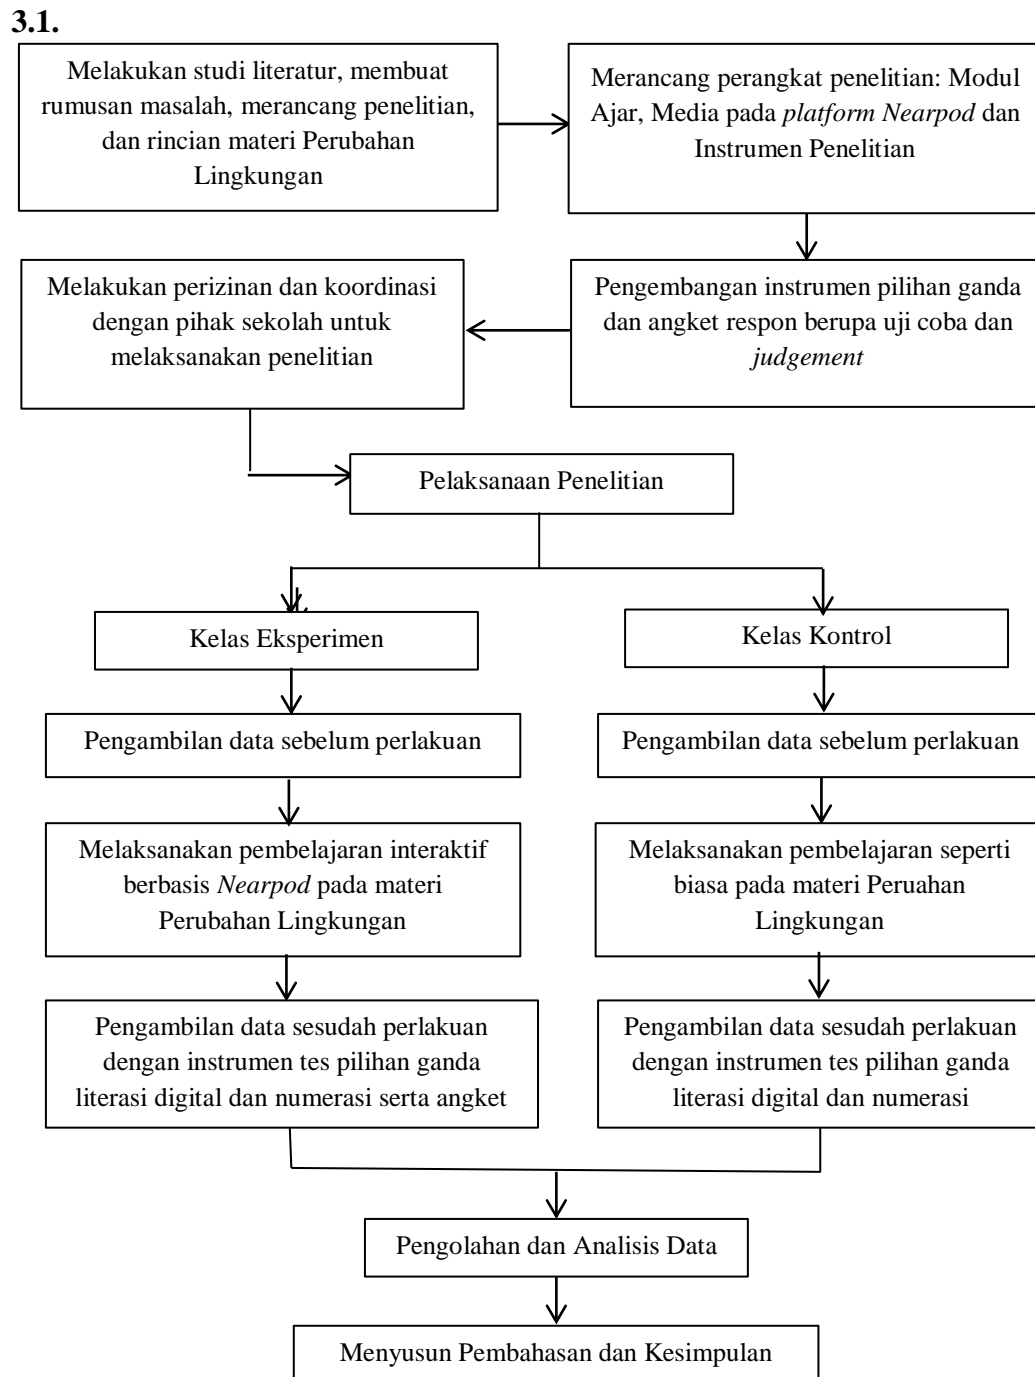 3.1.
Melakukan studi literatur, membuat
rumusan masalah, merancang penelitian,
dan rincian materi Perubahan
Lingkungan
Merancang perangkat penelitian: Modul
Ajar, Media pada platform Nearpod dan
Instrumen Penelitian
Pengembangan instrumen pilihan ganda
dan angket respon berupa uji coba dan
judgement
Melakukan perizinan dan koordinasi
dengan pihak sekolah untuk
melaksanakan penelitian
Pelaksanaan Penelitian
Kelas Eksperimen
Pengambilan data sebelum perlakuan
Melaksanakan pembelajaran interaktif
berbasis Nearpod pada materi
Perubahan Lingkungan
Pengambilan data sesudah perlakuan
dengan instrumen tes pilihan ganda
literasi digital dan numerasi serta angket
Kelas Kontrol
Pengambilan data sebelum perlakuan
Melaksanakan pembelajaran seperti
biasa pada materi Peruahan
Lingkungan
Pengambilan data sesudah perlakuan
dengan instrumen tes pilihan ganda
literasi digital dan numerasi
Pengolahan dan Analisis Data
Menyusun Pembahasan dan Kesimpulan